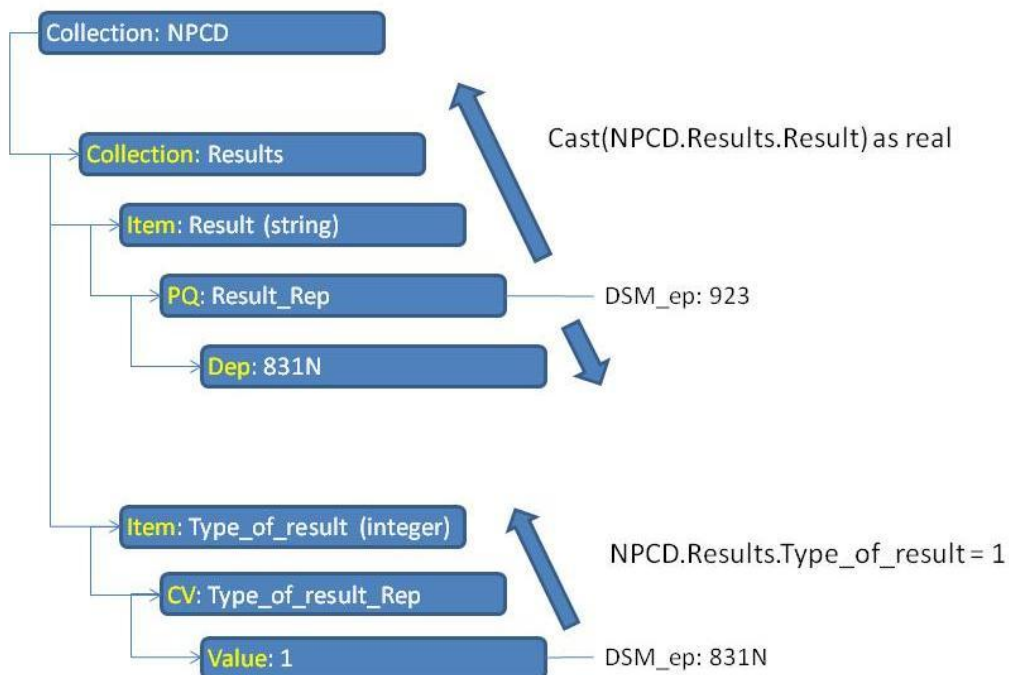 Collection: NPCD
Cast(NPCD.Results.Result) as real
Collection: Results
Item: Result (string)
PQ: Result_Rep
DSM_ep: 923
Dep: 831N
Item: Type_of_result (integer)
NPCD.Results.Type_of_result = 1
CV: Type_of_result_Rep
Value: 1
DSM_ep: 831N